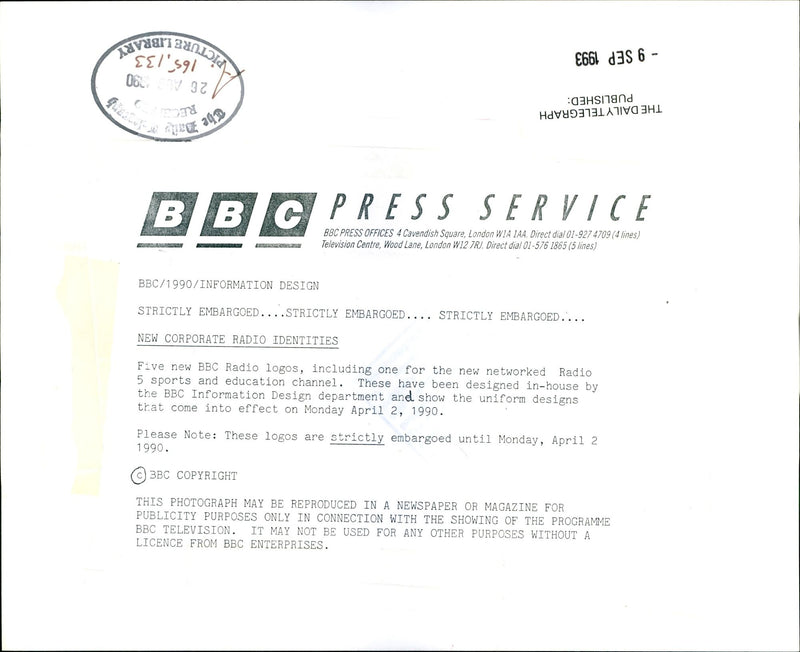 PICTURE LIBRARY
165,133
26 AUG 1990
RECEIVED
The Daily Telegraph
- 9 SEP 1993
THE DAILY TELEGRAPH
PUBLISHED:
BBC PRESS SERVICE
BBC PRESS OFFICES 4 Cavendish Square, London W1A 1AA. Direct dial 01-927 4709 (4 lines)
Television Centre, Wood Lane, London W12 7RJ. Direct dial 01-576 1865 (5 lines)
BBC/1990/INFORMATION DESIGN
STRICTLY EMBARGOED....STRICTLY EMBARGOED.... STRICTLY EMBARGOED....
NEW CORPORATE RADIO IDENTITIES
Five new BBC Radio logos, including one for the new networked Radio
5 sports and education channel. These have been designed in-house by
the BBC Information Design department and show the uniform designs
that come into effect on Monday April 2, 1990.
Please Note: These logos are strictly embargoed until Monday, April 2
1990.
© BBC COPYRIGHT
THIS PHOTOGRAPH MAY BE REPRODUCED IN A NEWSPAPER OR MAGAZINE FOR
PUBLICITY PURPOSES ONLY IN CONNECTION WITH THE SHOWING OF THE PROGRAMME
BBC TELEVISION. IT MAY NOT BE USED FOR ANY OTHER PURPOSES WITHOUT A
LICENCE FROM BBC ENTERPRISES.